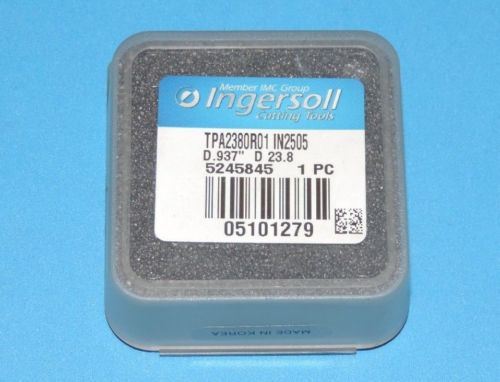 Member IMC Group
Ingersoll
Cutting Tools
TPA2380R01 IN2505
D.937" D 23.8
5245845 1 PC
05101279
MADE IN KOREA